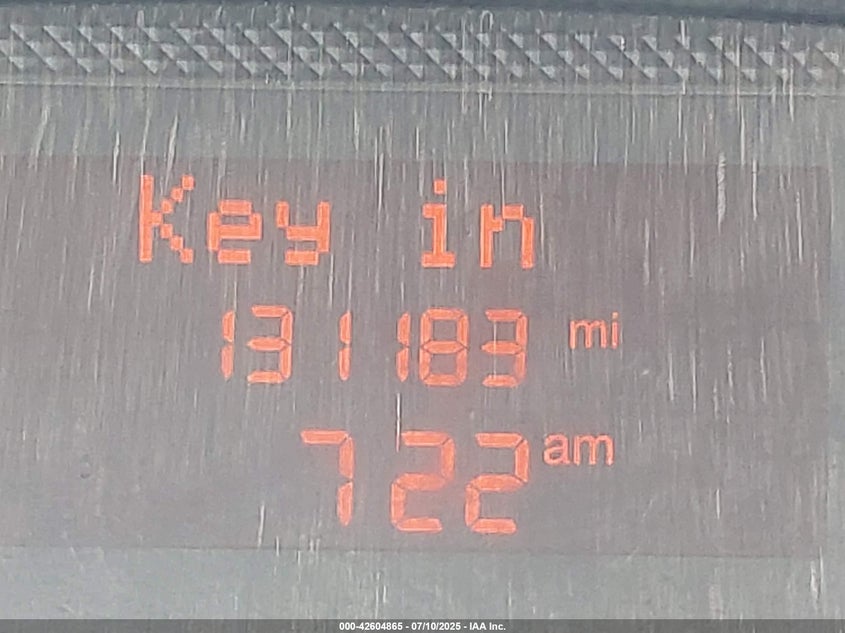 Key in
131183 mi
722 am
000-42604865 - 07/10/2025 - IAA Inc.